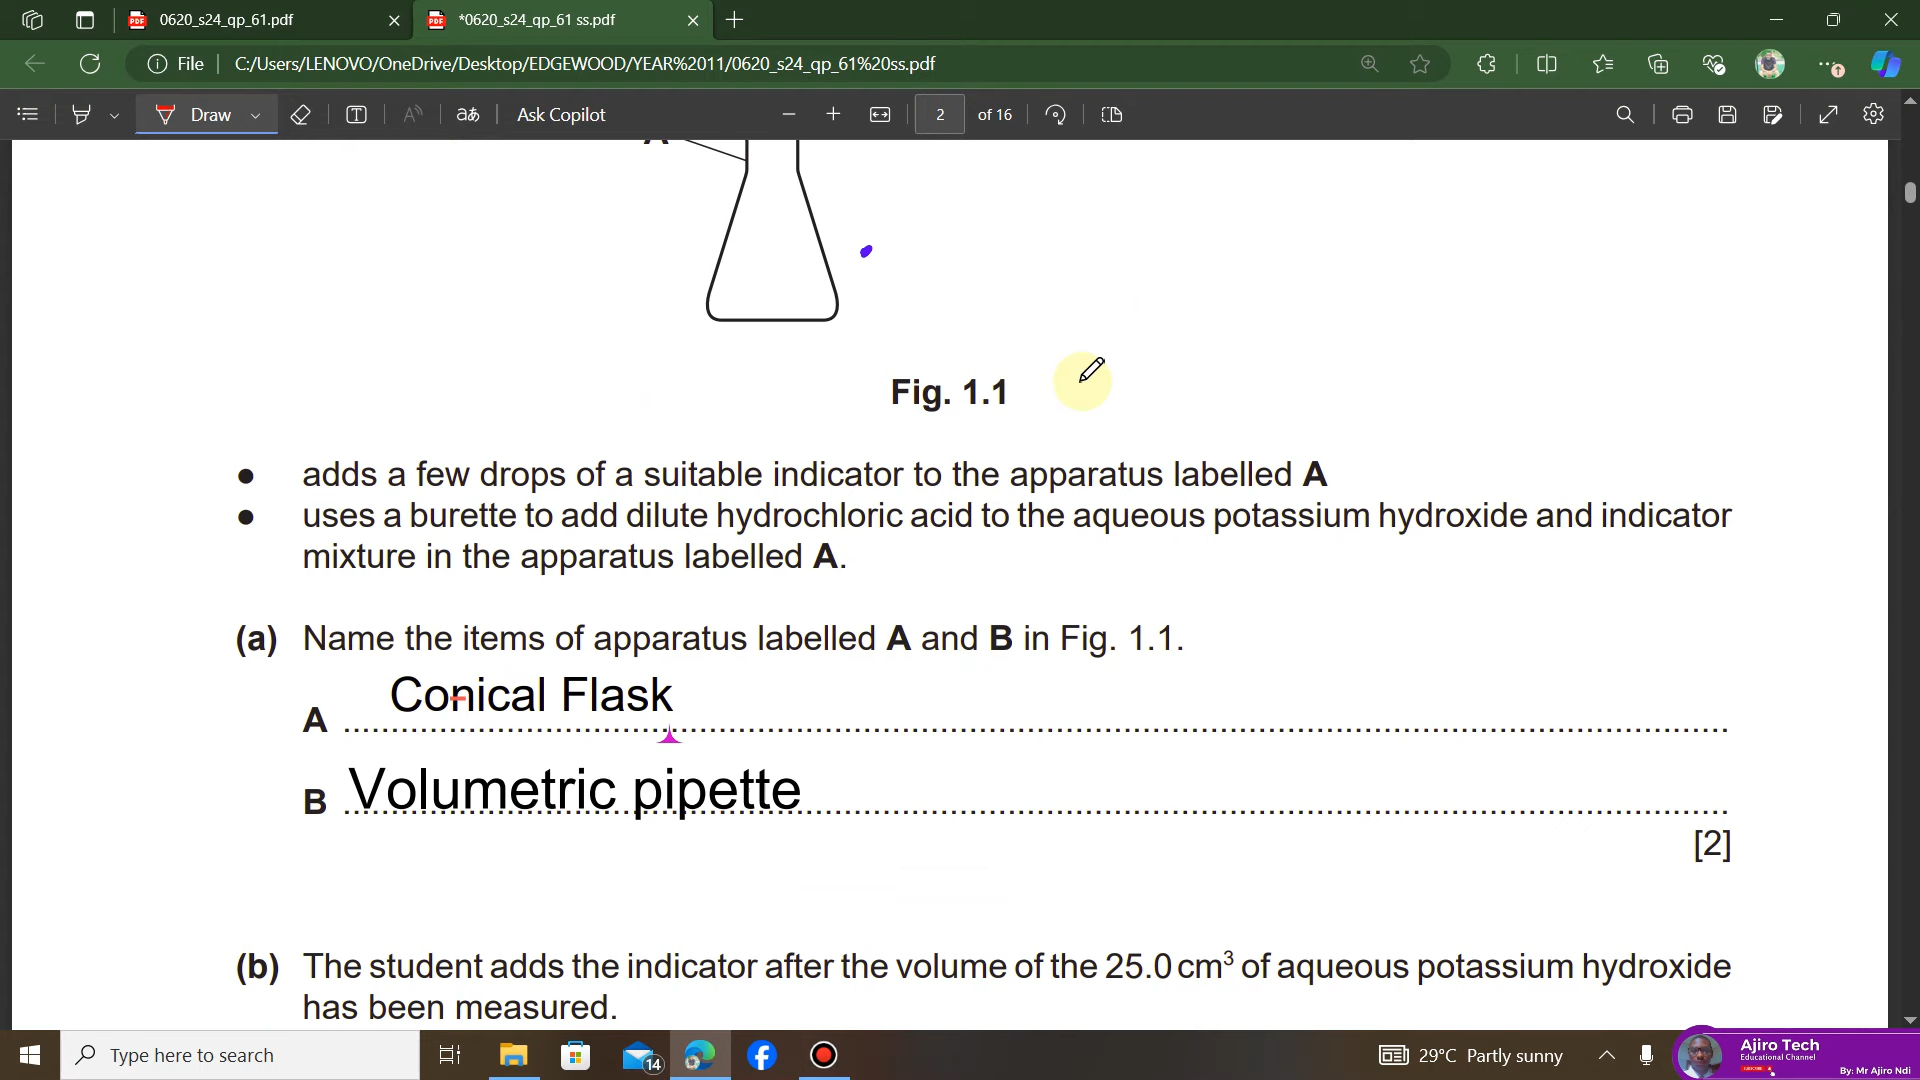 0620_s24_qp_61.pdf
*0620_s24_qp_61 ss.pdf
File
C:/Users/LENOVO/OneDrive/Desktop/EDGEWOOD/YEAR%2011/0620_s24_qp_61%20ss.pdf
Draw
Ask Copilot
2 of 16
A
Fig. 1.1
● adds a few drops of a suitable indicator to the apparatus labelled A
● uses a burette to add dilute hydrochloric acid to the aqueous potassium hydroxide and indicator
mixture in the apparatus labelled A.
(a) Name the items of apparatus labelled A and B in Fig. 1.1.
Conical Flask
A
B Volumetric pipette
[2]
(b) The student adds the indicator after the volume of the 25.0 cm³ of aqueous potassium hydroxide
has been measured.
Type here to search
14
29°C Partly sunny
Ajiro Tech
Educational Channel
SUBSCRIBE
By: Mr Ajiro Ndi